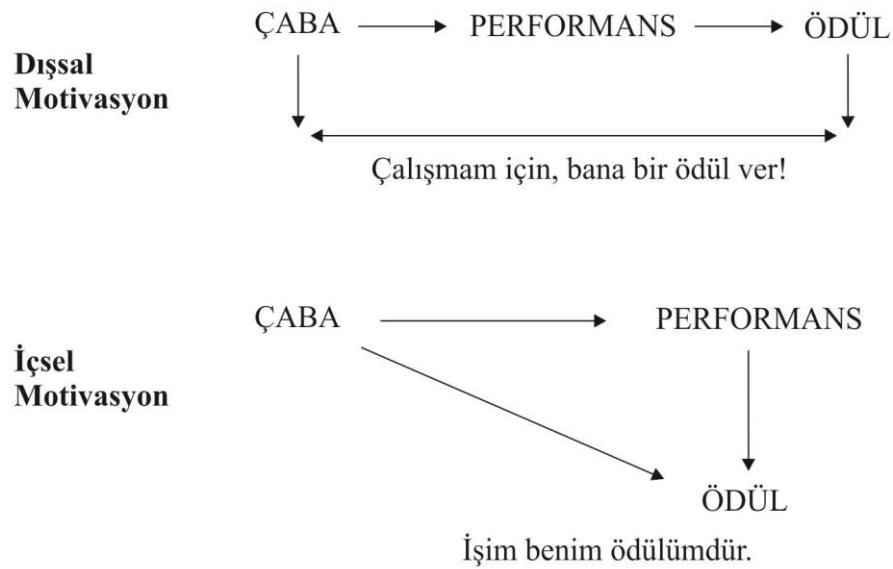 ÇABA PERFORMANS ÖDÜL
Dışsal
Motivasyon
Çalışmam için, bana bir ödül ver!
ÇABA PERFORMANS
İçsel
Motivasyon
ÖDÜL
İşim benim ödülümdür.